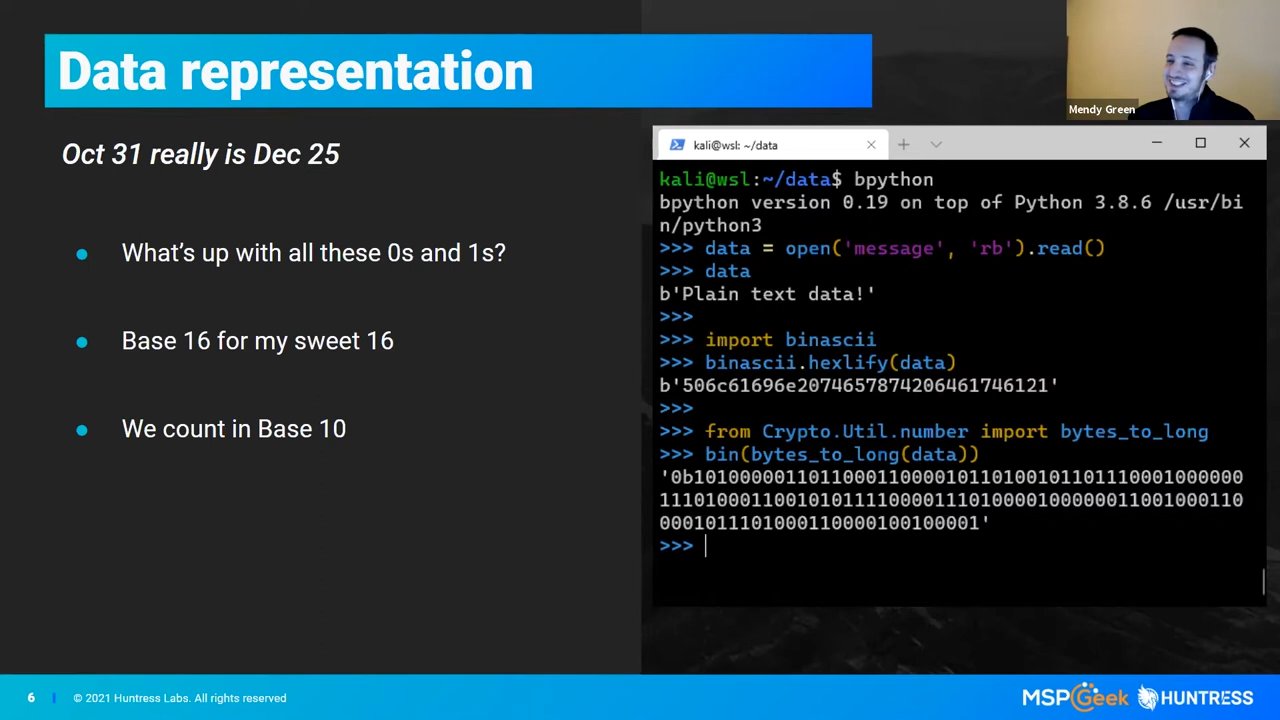 Data representation
Mendy Green
Oct 31 really is Dec 25
What's up with all these 0s and 1s?
Base 16 for my sweet 16
We count in Base 10
kali@wsl: ~/data
kali@wsl:~/data$ bpython
bpython version 0.19 on top of Python 3.8.6 /usr/bi
n/python3
>>> data = open('message', 'rb').read()
>>> data
b'Plain text data!'
>>>
>>> import binascii
>>> binascii.hexlify(data)
b'506c61696e2074657874206461746121'
>>>
>>> from Crypto.Util.number import bytes_to_long
>>> bin(bytes_to_long(data))
'0b101000001101100011000010110100101101110001000000
111010001100101011110000111010000100000011001000110
0001011101000110000100100001'
>>>
6
© 2021 Huntress Labs. All rights reserved
MSPGeek
HUNTRESS